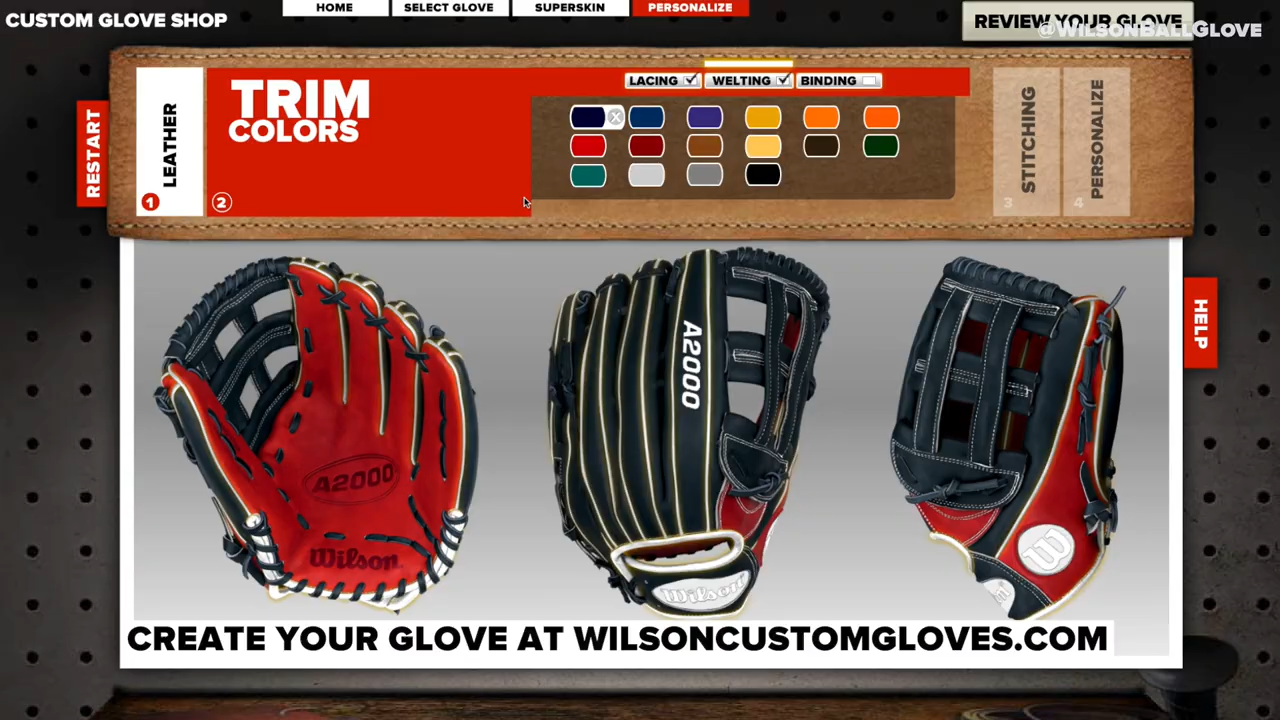 CUSTOM GLOVE SHOP
HOME
SELECT GLOVE
SUPERSKIN
PERSONALIZE
REVIEW YOUR GLOVE
@WILSONBALLGLOVE
RESTART
LEATHER
1
TRIM
COLORS
2
LACING
WELTING
BINDING
STITCHING
3
PERSONALIZE
4
HELP
A2000
Wilson
A2000
Wilson
W
CREATE YOUR GLOVE AT WILSONCUSTOMGLOVES.COM